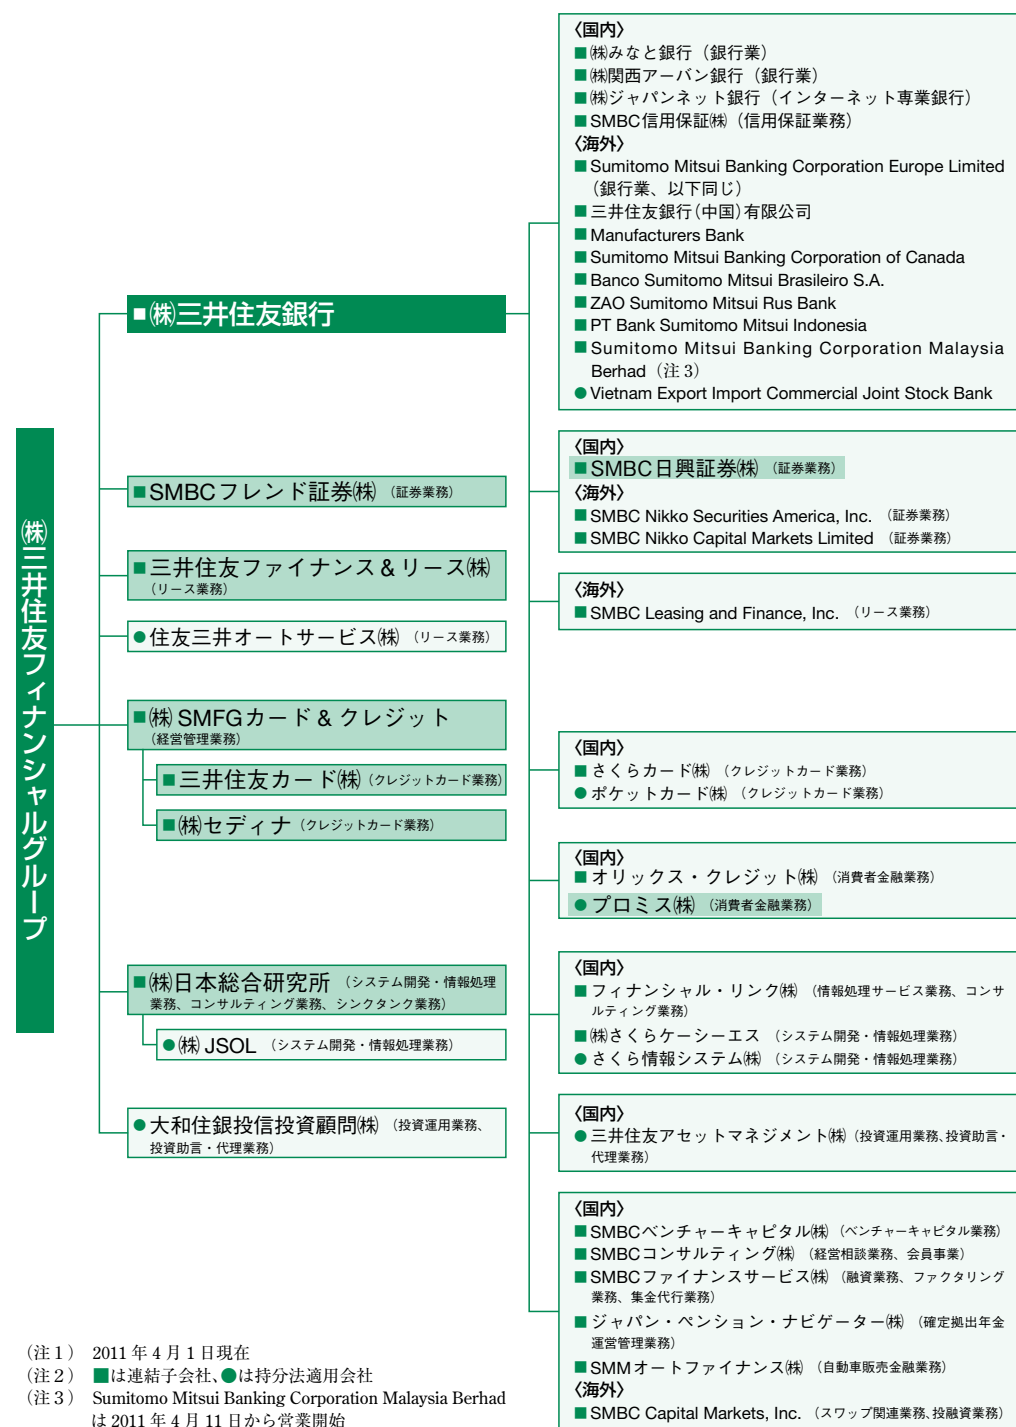 ㈱三井住友フィナンシャルグループ
■㈱三井住友銀行
■SMBCフレンド証券㈱（証券業務）
■三井住友ファイナンス&リース㈱
（リース業務）
●住友三井オートサービス㈱（リース業務）
■㈱SMFGカード&クレジット
（経営管理業務）
■三井住友カード㈱（クレジットカード業務）
■㈱セディナ（クレジットカード業務）
■㈱日本総合研究所（システム開発・情報処理
業務、コンサルティング業務、シンクタンク業務）
●㈱JSOL（システム開発・情報処理業務）
●大和住銀投信投資顧問㈱（投資運用業務、
投資助言・代理業務）
〈国内〉
■㈱みなと銀行（銀行業）
■㈱関西アーバン銀行（銀行業）
■㈱ジャパンネット銀行（インターネット専業銀行）
■SMBC信用保証㈱（信用保証業務）
〈海外〉
■Sumitomo Mitsui Banking Corporation Europe Limited
（銀行業、以下同じ）
■三井住友銀行(中国)有限公司
■Manufacturers Bank
■Sumitomo Mitsui Banking Corporation of Canada
■Banco Sumitomo Mitsui Brasileiro S.A.
■ZAO Sumitomo Mitsui Rus Bank
■PT Bank Sumitomo Mitsui Indonesia
■Sumitomo Mitsui Banking Corporation Malaysia
Berhad（注3）
●Vietnam Export Import Commercial Joint Stock Bank
〈国内〉
■SMBC日興証券㈱（証券業務）
〈海外〉
■SMBC Nikko Securities America, Inc.（証券業務）
■SMBC Nikko Capital Markets Limited（証券業務）
〈海外〉
■SMBC Leasing and Finance, Inc.（リース業務）
〈国内〉
■さくらカード㈱（クレジットカード業務）
●ポケットカード㈱（クレジットカード業務）
〈国内〉
■オリックス・クレジット㈱（消費者金融業務）
●プロミス㈱（消費者金融業務）
〈国内〉
■フィナンシャル・リンク㈱（情報処理サービス業務、コンサ
ルティング業務）
■㈱さくらケーシーエス（システム開発・情報処理業務）
●さくら情報システム㈱（システム開発・情報処理業務）
〈国内〉
●三井住友アセットマネジメント㈱（投資運用業務、投資助言・
代理業務）
〈国内〉
■SMBCベンチャーキャピタル㈱（ベンチャーキャピタル業務）
■SMBCコンサルティング㈱（経営相談業務、会員事業）
■SMBCファイナンスサービス㈱（融資業務、ファクタリング
業務、集金代行業務）
■ジャパン・ペンション・ナビゲーター㈱（確定拠出年金
運営管理業務）
■SMMオートファイナンス㈱（自動車販売金融業務）
〈海外〉
■SMBC Capital Markets, Inc.（スワップ関連業務、投融資業務）
（注1） 2011年4月1日現在
（注2） ■は連結子会社、●は持分法適用会社
（注3） Sumitomo Mitsui Banking Corporation Malaysia Berhad
は2011年4月11日から営業開始